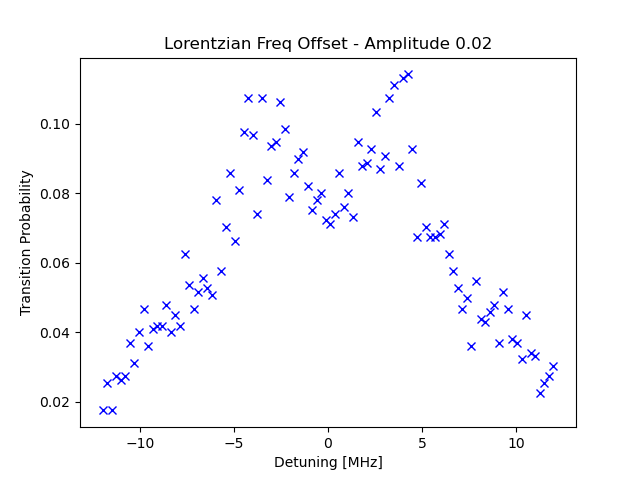 Lorentzian Freq Offset - Amplitude 0.02
Transition Probability
0.10
0.08
0.06
0.04
0.02
−10 −5 0 5 10
Detuning [MHz]